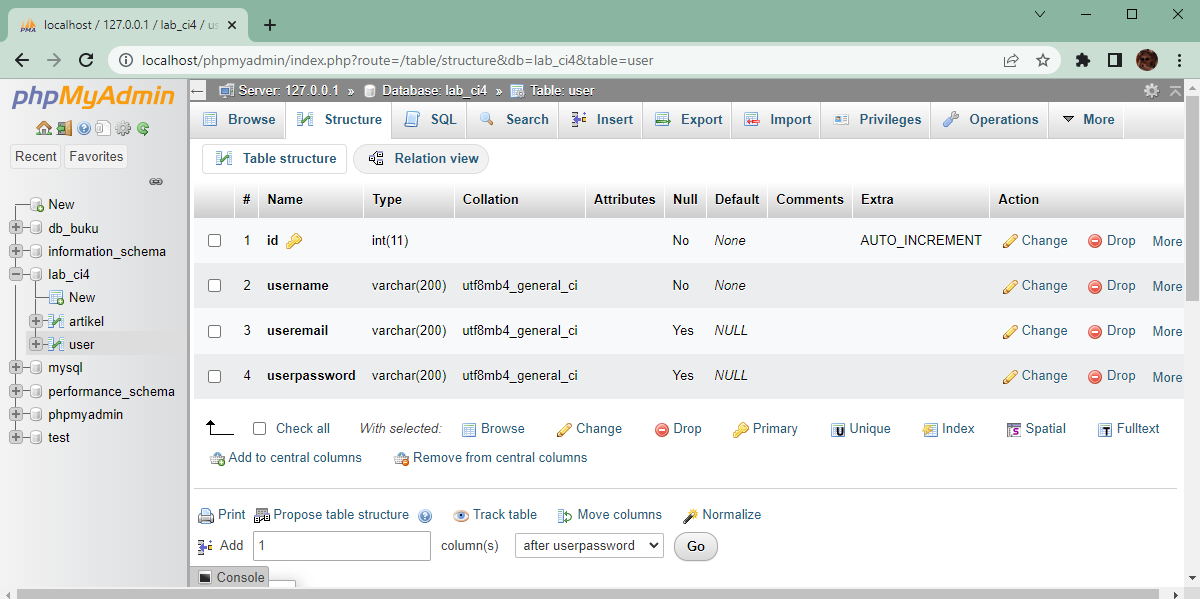 localhost / 127.0.0.1 / lab_ci4 / us
localhost/phpmyadmin/index.php?route=/table/structure&db=lab_ci4&table=user
phpMyAdmin
Recent Favorites
New
db_buku
information_schema
lab_ci4
New
artikel
user
mysql
performance_schema
phpmyadmin
test
Server: 127.0.0.1 » Database: lab_ci4 » Table: user
Browse Structure SQL Search Insert Export Import Privileges Operations More
Table structure Relation view
# Name Type Collation Attributes Null Default Comments Extra Action
1 id int(11) No None AUTO_INCREMENT Change Drop More
2 username varchar(200) utf8mb4_general_ci No None Change Drop More
3 useremail varchar(200) utf8mb4_general_ci Yes NULL Change Drop More
4 userpassword varchar(200) utf8mb4_general_ci Yes NULL Change Drop More
Check all With selected: Browse Change Drop Primary Unique Index Spatial Fulltext
Add to central columns Remove from central columns
Print Propose table structure Track table Move columns Normalize
Add 1 column(s) after userpassword Go
Console